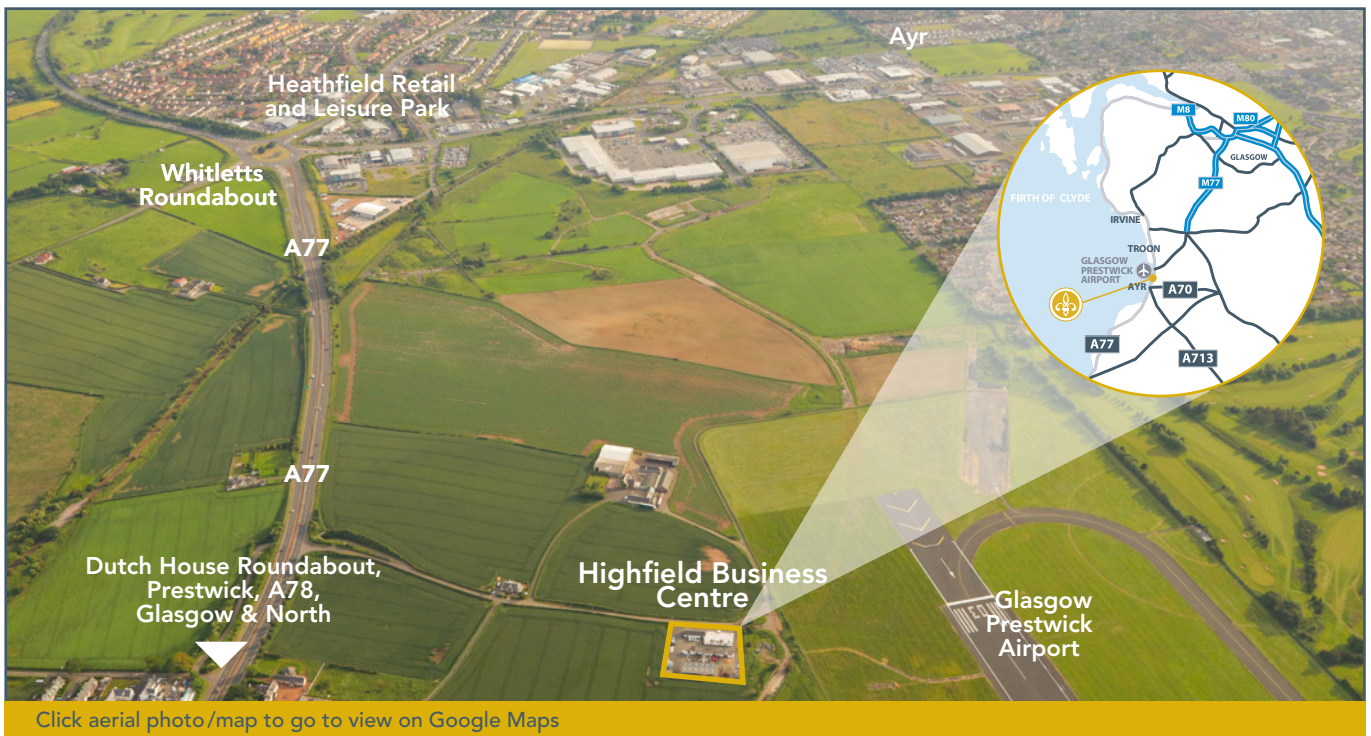 Ayr
Heathfield Retail
and Leisure Park
Whitletts
Roundabout
A77
A77
Dutch House Roundabout,
Prestwick, A78,
Glasgow & North
Highfield Business
Centre
Glasgow
Prestwick
Airport
M8
M80
GLASGOW
M77
FIRTH OF CLYDE
IRVINE
TROON
GLASGOW
PRESTWICK
AIRPORT
AYR
A70
A77
A713
Click aerial photo/map to go to view on Google Maps